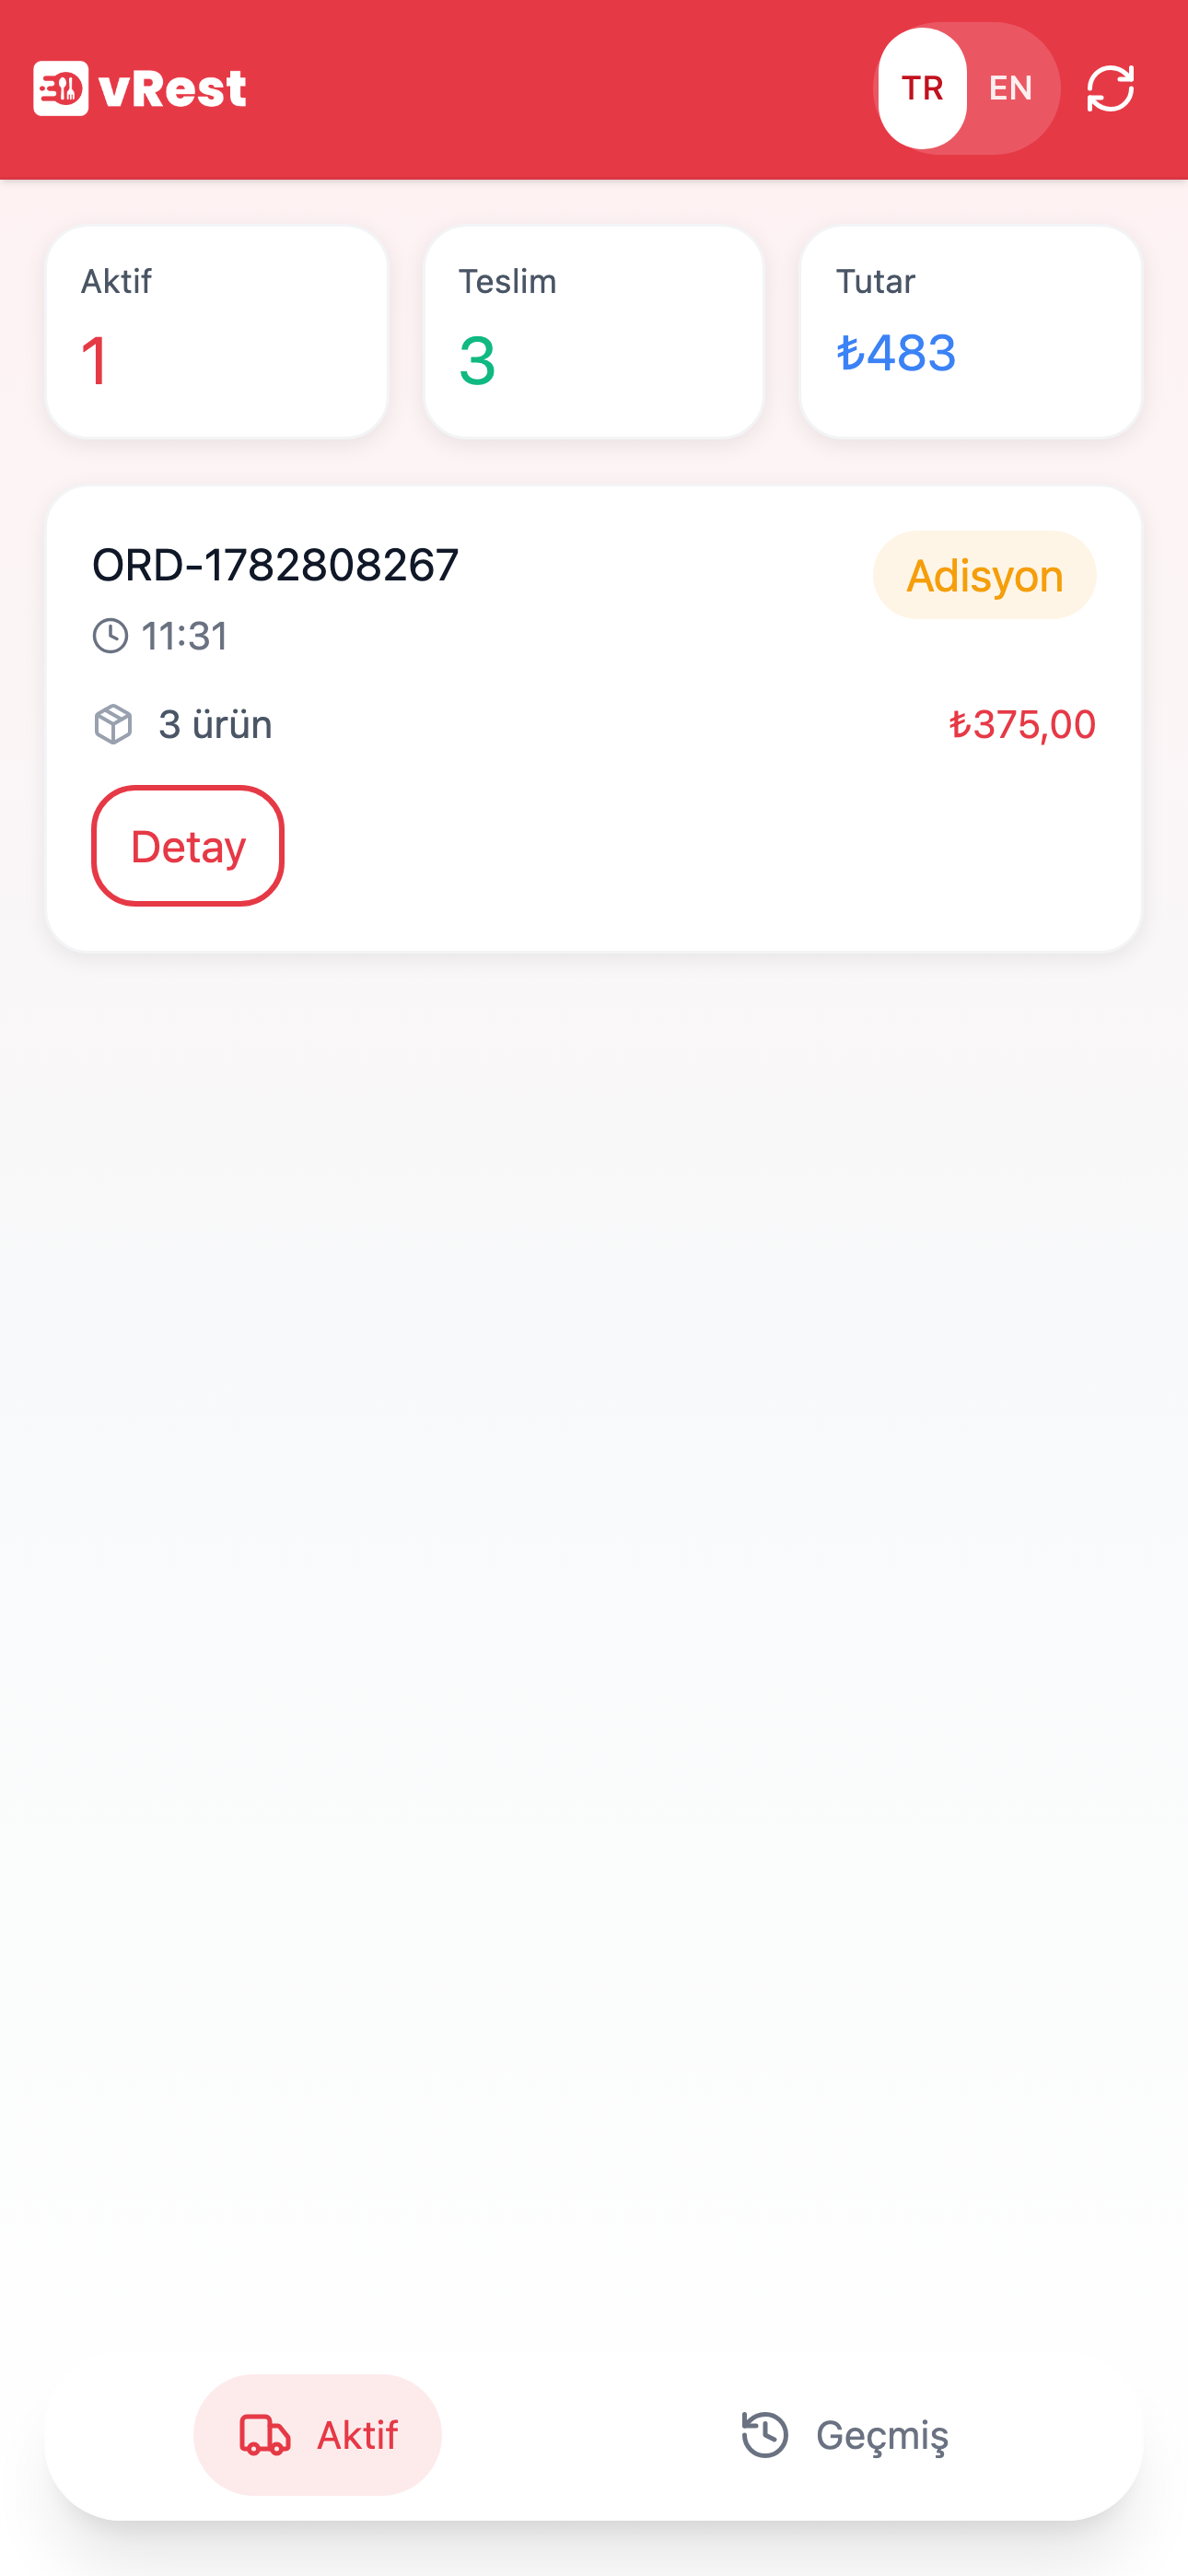 vRest
TR EN
Aktif
1
Teslim
3
Tutar
₺483
ORD-1782808267
Adisyon
11:31
3 ürün
₺375,00
Detay
Aktif
Geçmiş